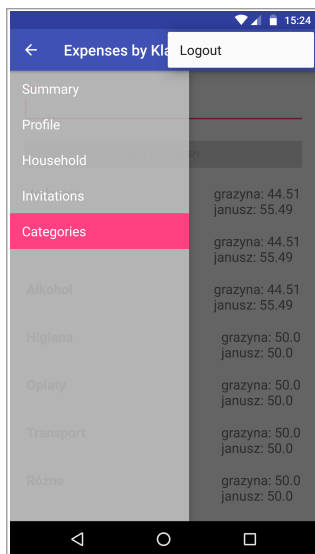 15:24
Expenses by Kla
Logout
Summary
Profile
Household
Invitations
Categories
grazyna: 44.51
janusz: 55.49
grazyna: 44.51
janusz: 55.49
Alkohol
grazyna: 44.51
janusz: 55.49
Higiena
grazyna: 50.0
janusz: 50.0
Opłaty
grazyna: 50.0
janusz: 50.0
Transport
grazyna: 50.0
janusz: 50.0
Różne
grazyna: 50.0
janusz: 50.0